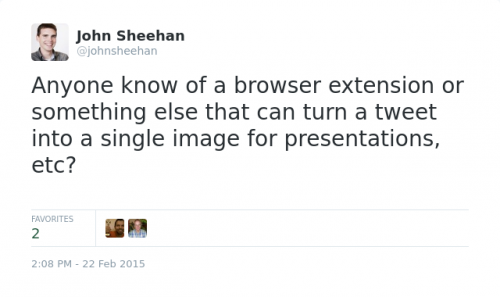 John Sheehan
@johnsheehan
Anyone know of a browser extension or
something else that can turn a tweet
into a single image for presentations,
etc?
FAVORITES
2
2:08 PM - 22 Feb 2015